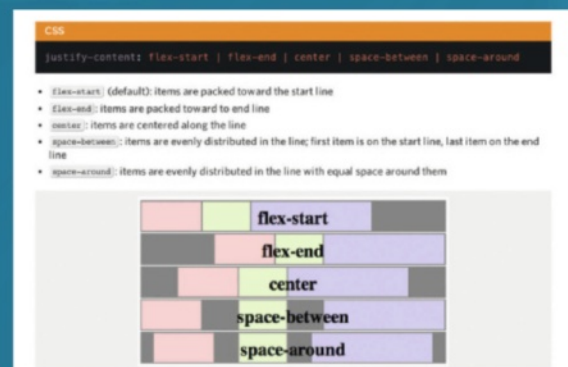 CSS
justify-content: flex-start | flex-end | center | space-between | space-around
• flex-start (default): items are packed toward the start line
• flex-end: items are packed toward to end line
• center: items are centered along the line
• space-between: items are evenly distributed in the line; first item is on the start line, last item on the end
line
• space-around: items are evenly distributed in the line with equal space around them
flex-start
flex-end
center
space-between
space-around